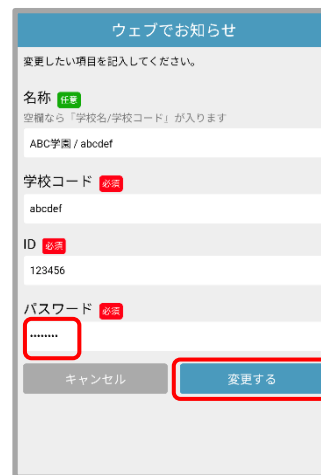 ウェブでお知らせ
変更したい項目を記入してください。
名称 任意
空欄なら「学校名/学校コード」が入ります
ABC学園 / abcdef
学校コード 必須
abcdef
ID 必須
123456
パスワード 必須
••••••••
キャンセル 変更する